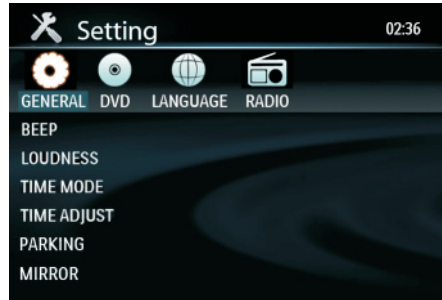 Setting 02:36
GENERAL DVD LANGUAGE RADIO
BEEP
LOUDNESS
TIME MODE
TIME ADJUST
PARKING
MIRROR